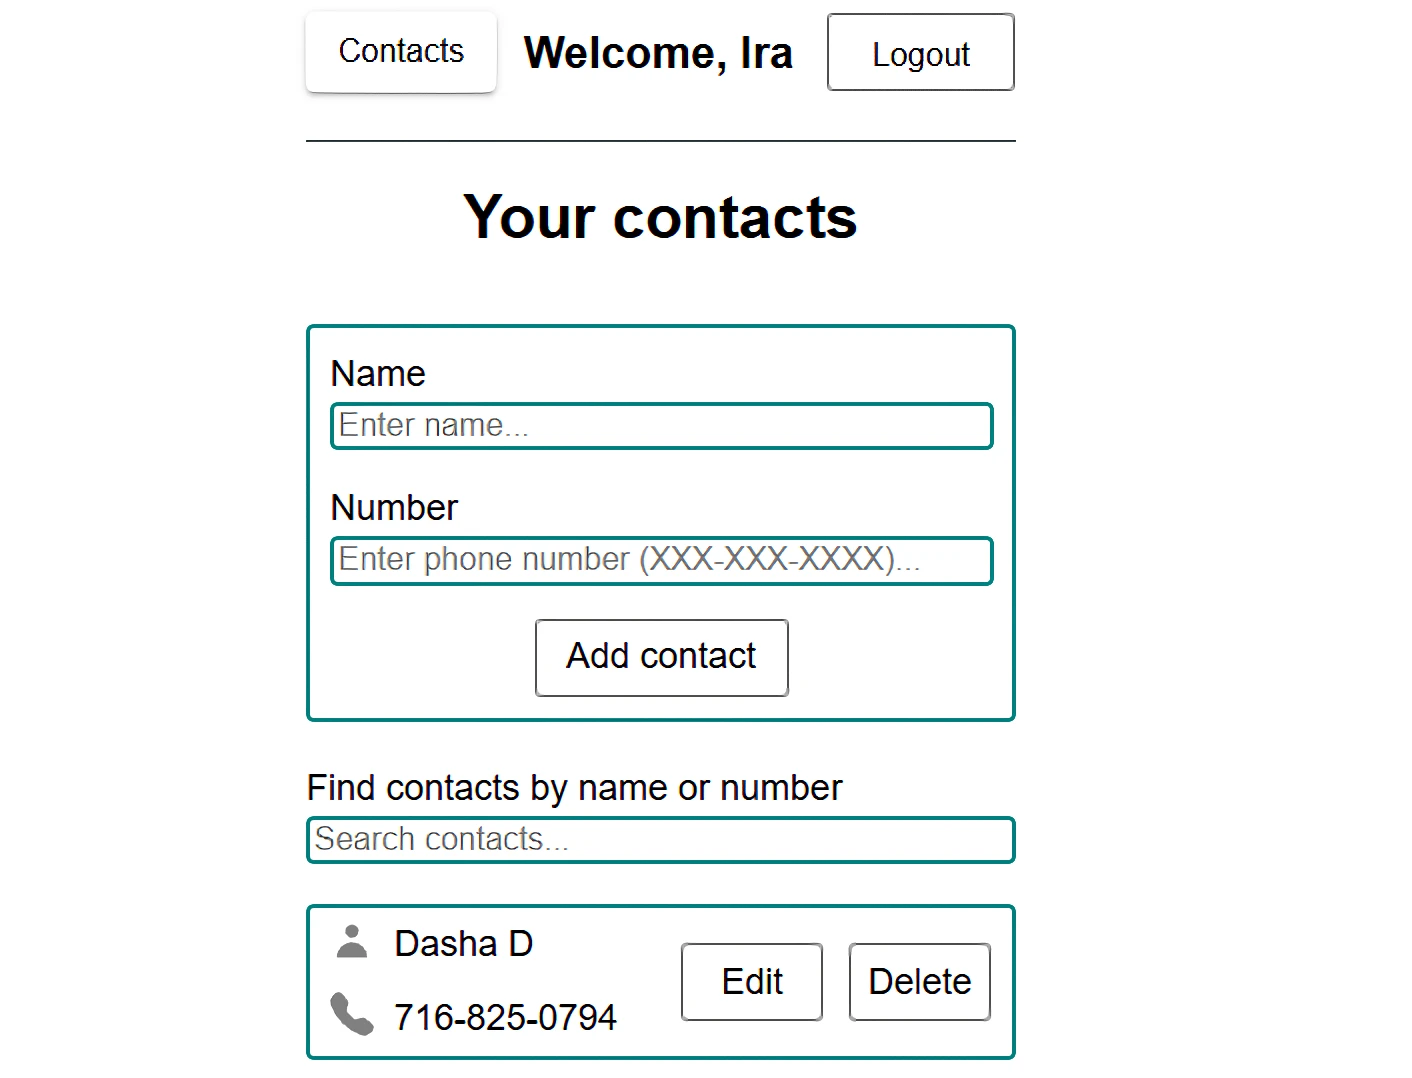 Contacts
Welcome, Ira
Logout
Your contacts
Name
Enter name...
Number
Enter phone number (XXX-XXX-XXXX)...
Add contact
Find contacts by name or number
Search contacts...
Dasha D
716-825-0794
Edit
Delete